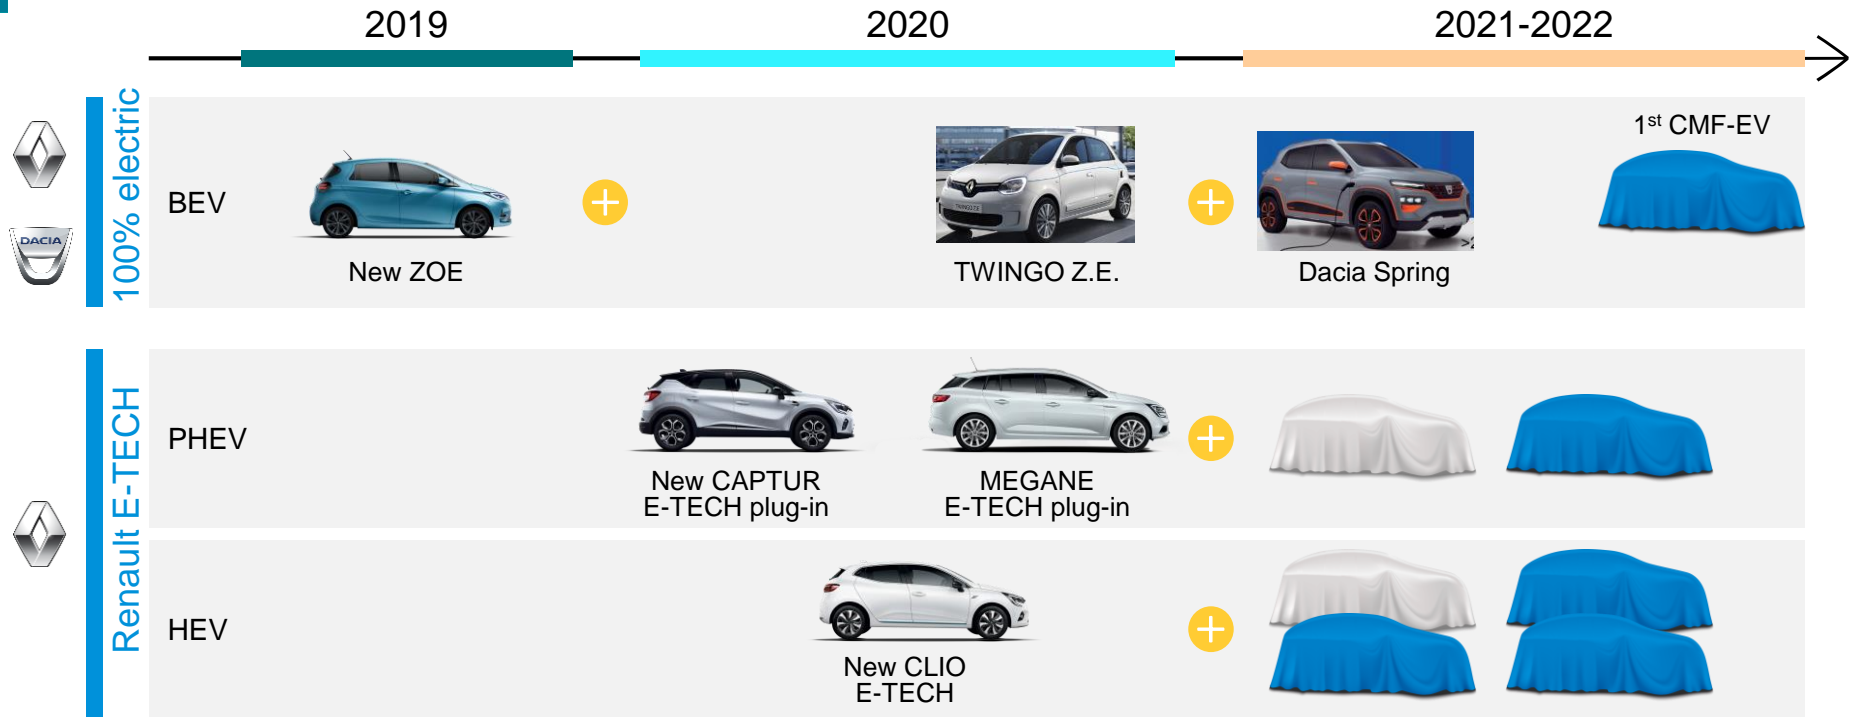 2019
2020
2021-2022
100% electric
BEV
1st CMF-EV
DACIA
TWINGO Z.E.
New ZOE
TWINGO Z.E.
Dacia Spring
Renault E-TECH
PHEV
New CAPTUR
E-TECH plug-in
MEGANE
E-TECH plug-in
HEV
New CLIO
E-TECH